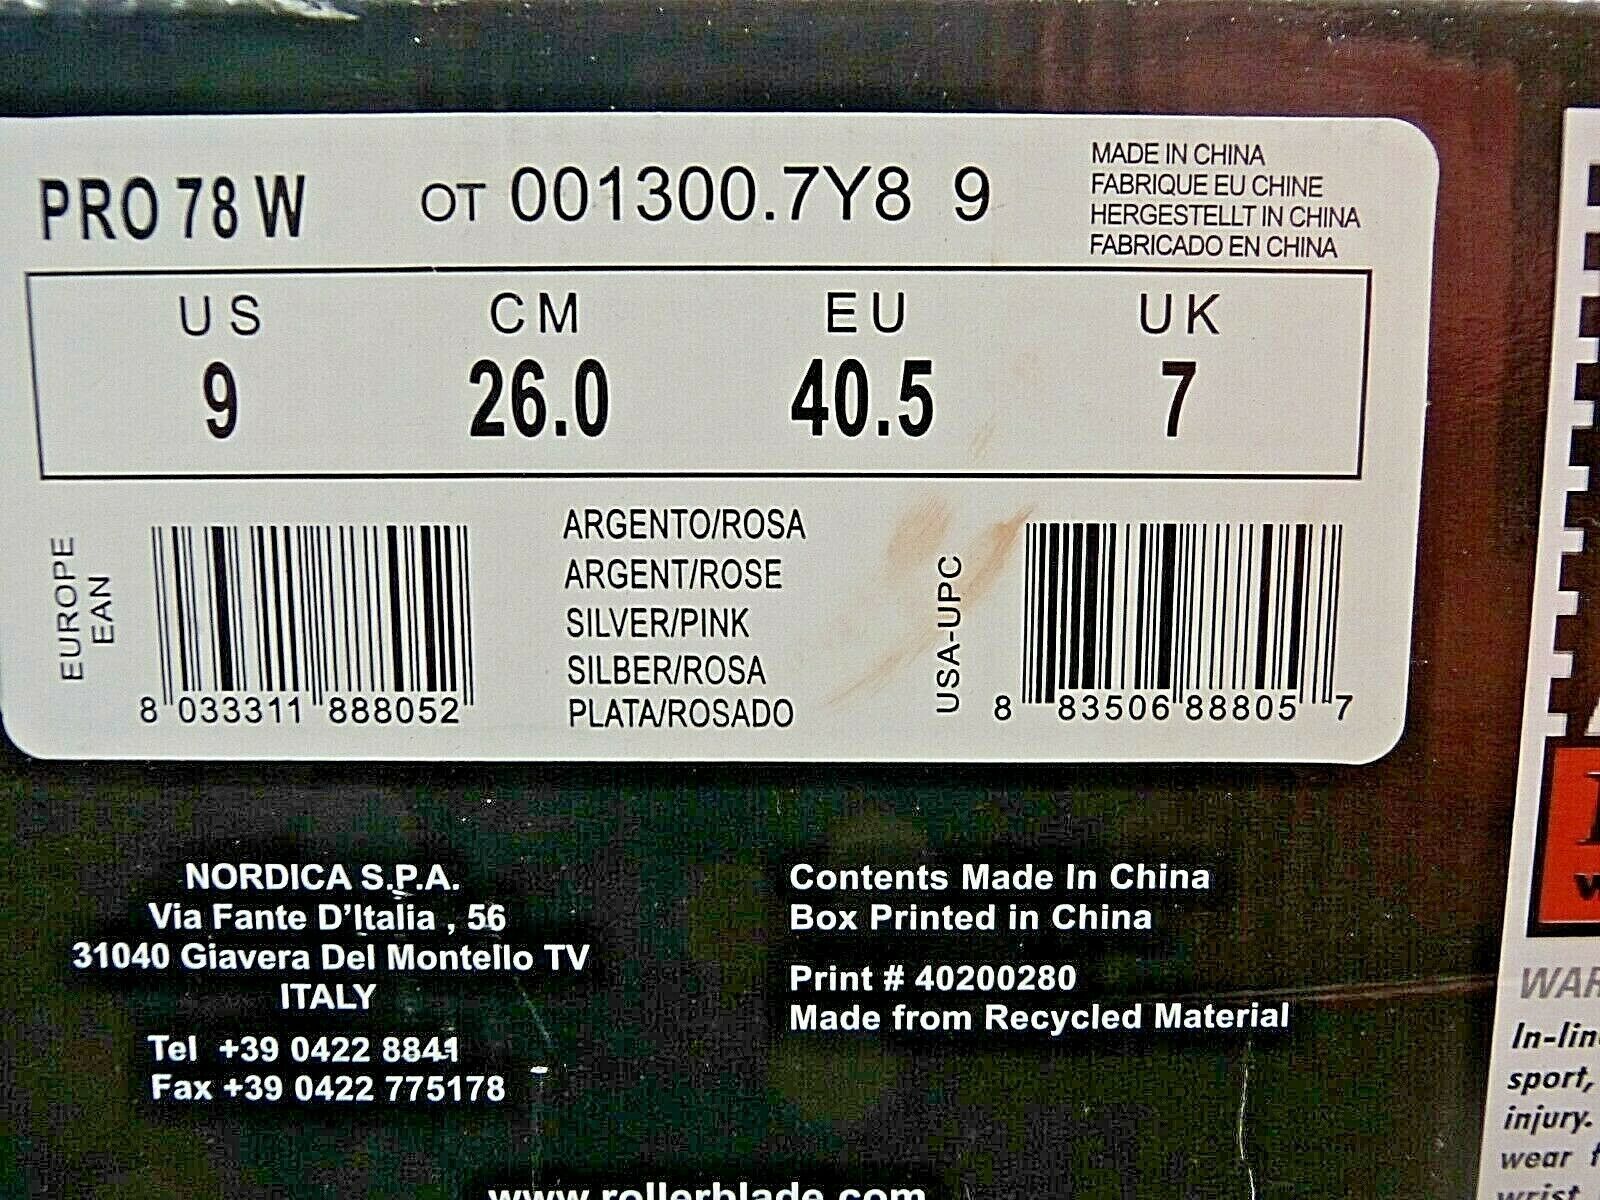 PRO 78 W
OT 001300.7Y8 9
MADE IN CHINA
FABRIQUE EU CHINE
HERGESTELLT IN CHINA
FABRICADO EN CHINA
US CM EU UK
9 26.0 40.5 7
EUROPE
EAN
8 033311 888052
ARGENTO/ROSA
ARGENT/ROSE
SILVER/PINK
SILBER/ROSA
PLATA/ROSADO
USA-UPC
8 83506 88805 7
NORDICA S.P.A.
Via Fante D'Italia , 56
31040 Giavera Del Montello TV
ITALY
Tel +39 0422 8841
Fax +39 0422 775178
Contents Made In China
Box Printed in China
Print # 40200280
Made from Recycled Material
www.rollerblade.com
sport,
injury.
wear
wrist